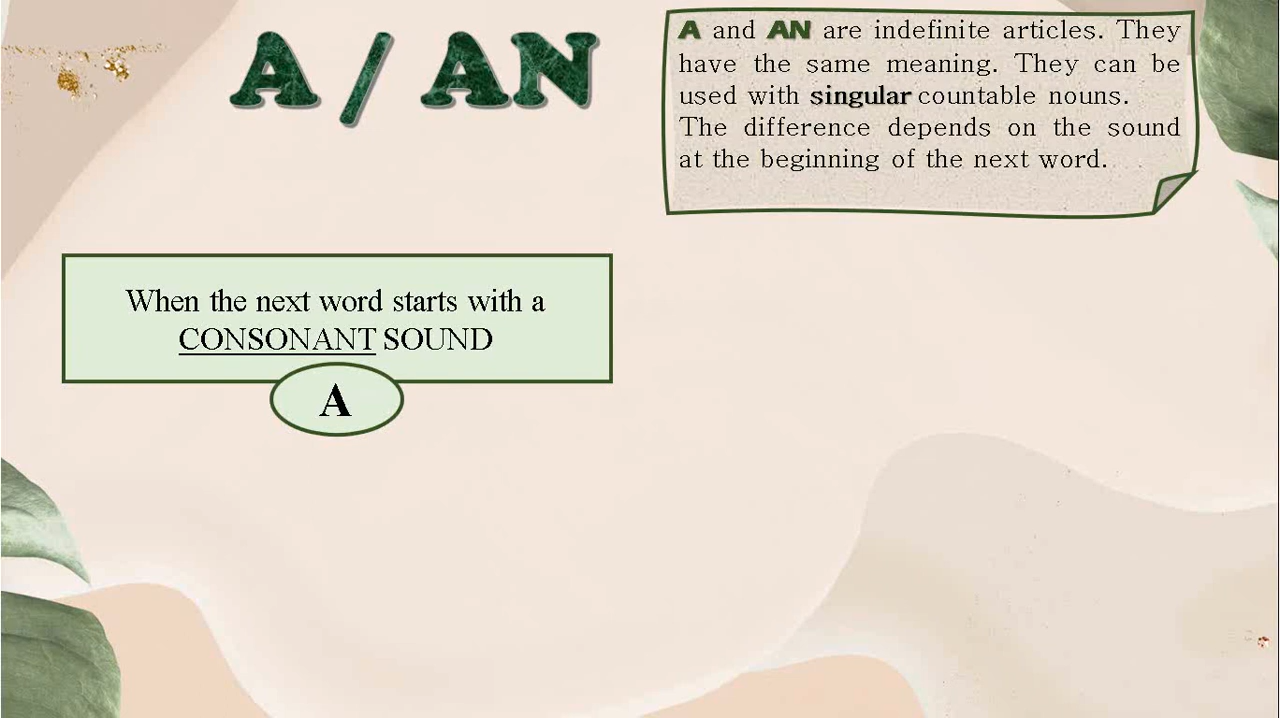 A / AN
A and AN are indefinite articles. They
have the same meaning. They can be
used with singular countable nouns.
The difference depends on the sound
at the beginning of the next word.
When the next word starts with a
CONSONANT SOUND
A